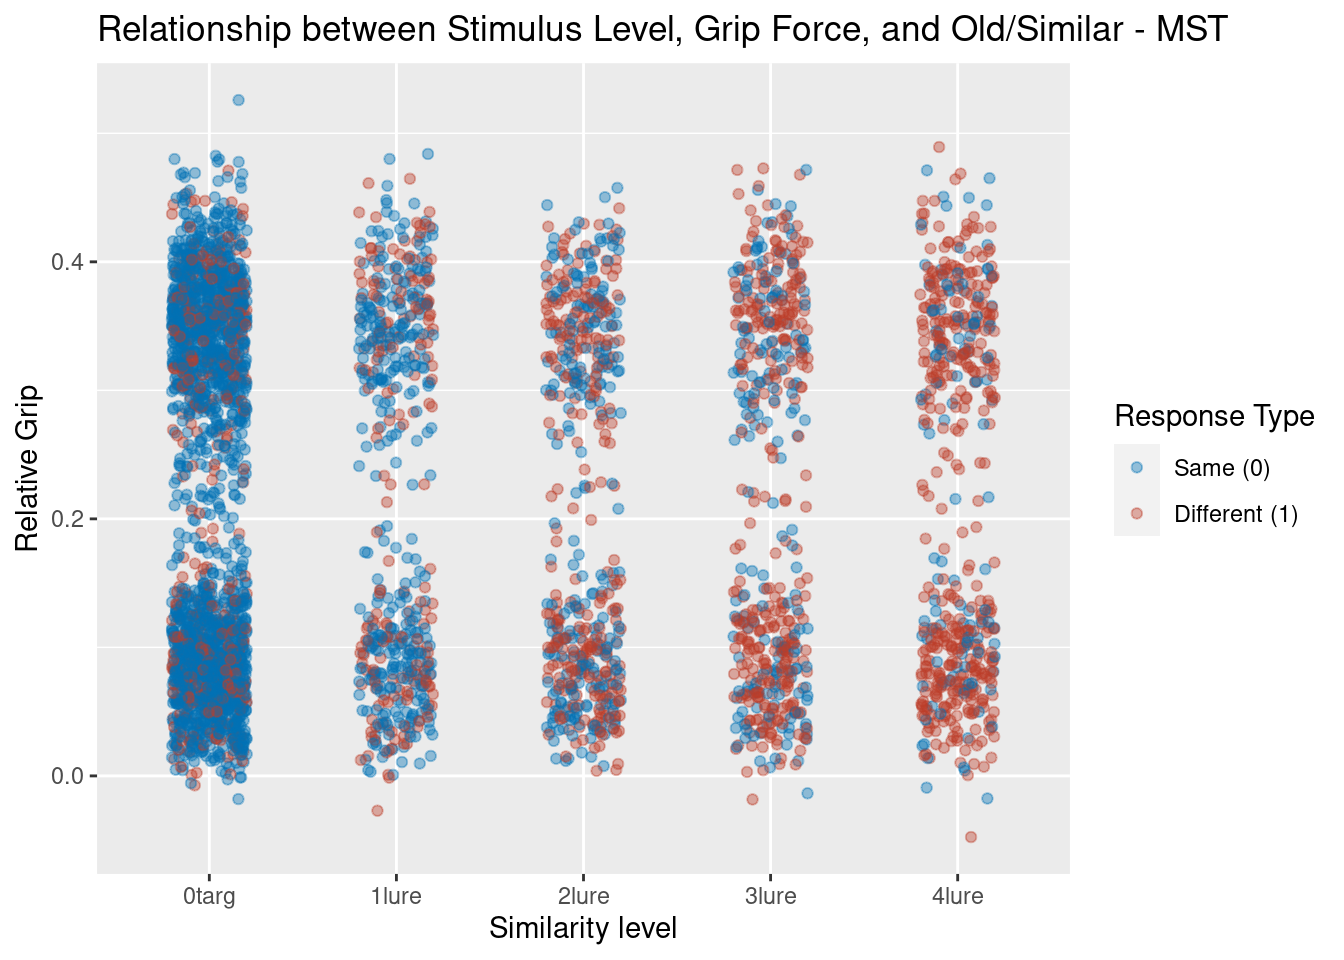 Relationship between Stimulus Level, Grip Force, and Old/Similar - MST
Relative Grip
0.4
0.2
0.0
0targ
1lure
2lure
3lure
4lure
Similarity level
Response Type
Same (0)
Different (1)